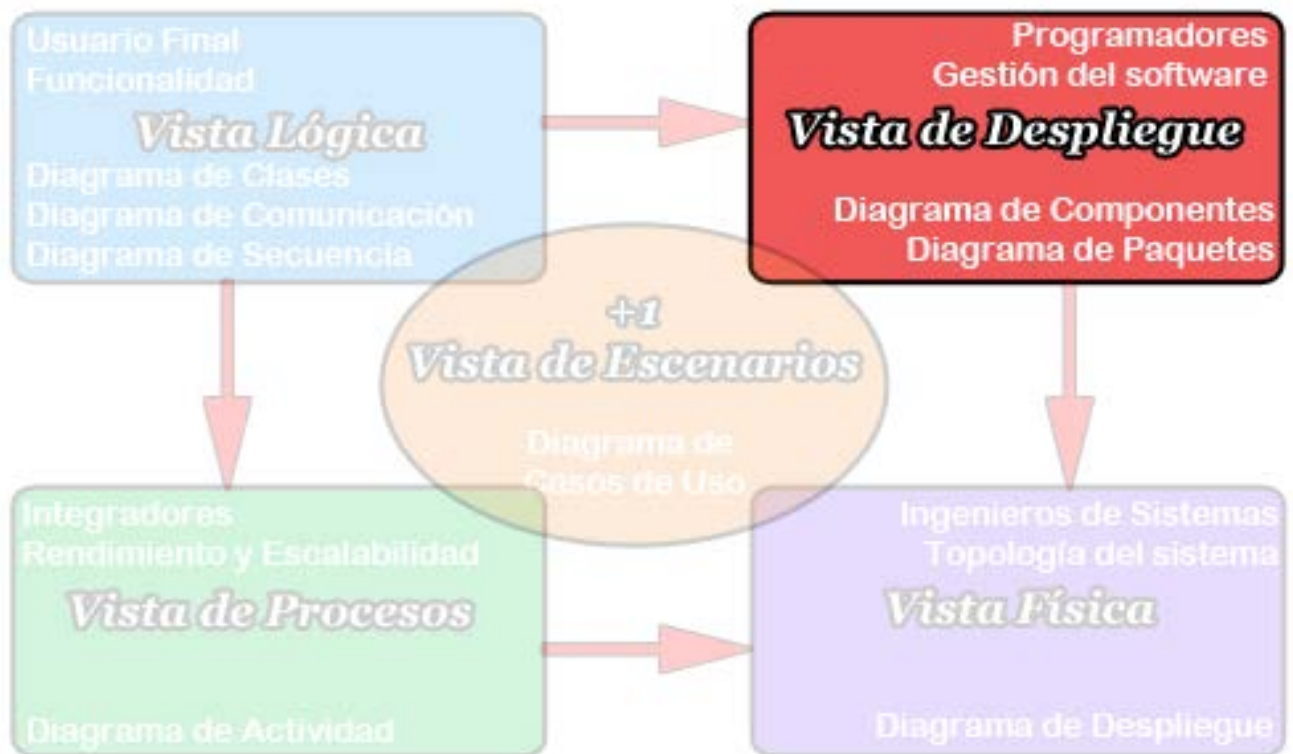 Usuario Final
Funcionalidad
Vista Lógica
Diagrama de Clases
Diagrama de Comunicación
Diagrama de Secuencia
Programadores
Gestión del software
Vista de Despliegue
Diagrama de Componentes
Diagrama de Paquetes
+1
Vista de Escenarios
Diagrama de
Casos de Uso
Integradores
Rendimiento y Escalabilidad
Vista de Procesos
Diagrama de Actividad
Ingenieros de Sistemas
Topología del sistema
Vista Física
Diagrama de Despliegue